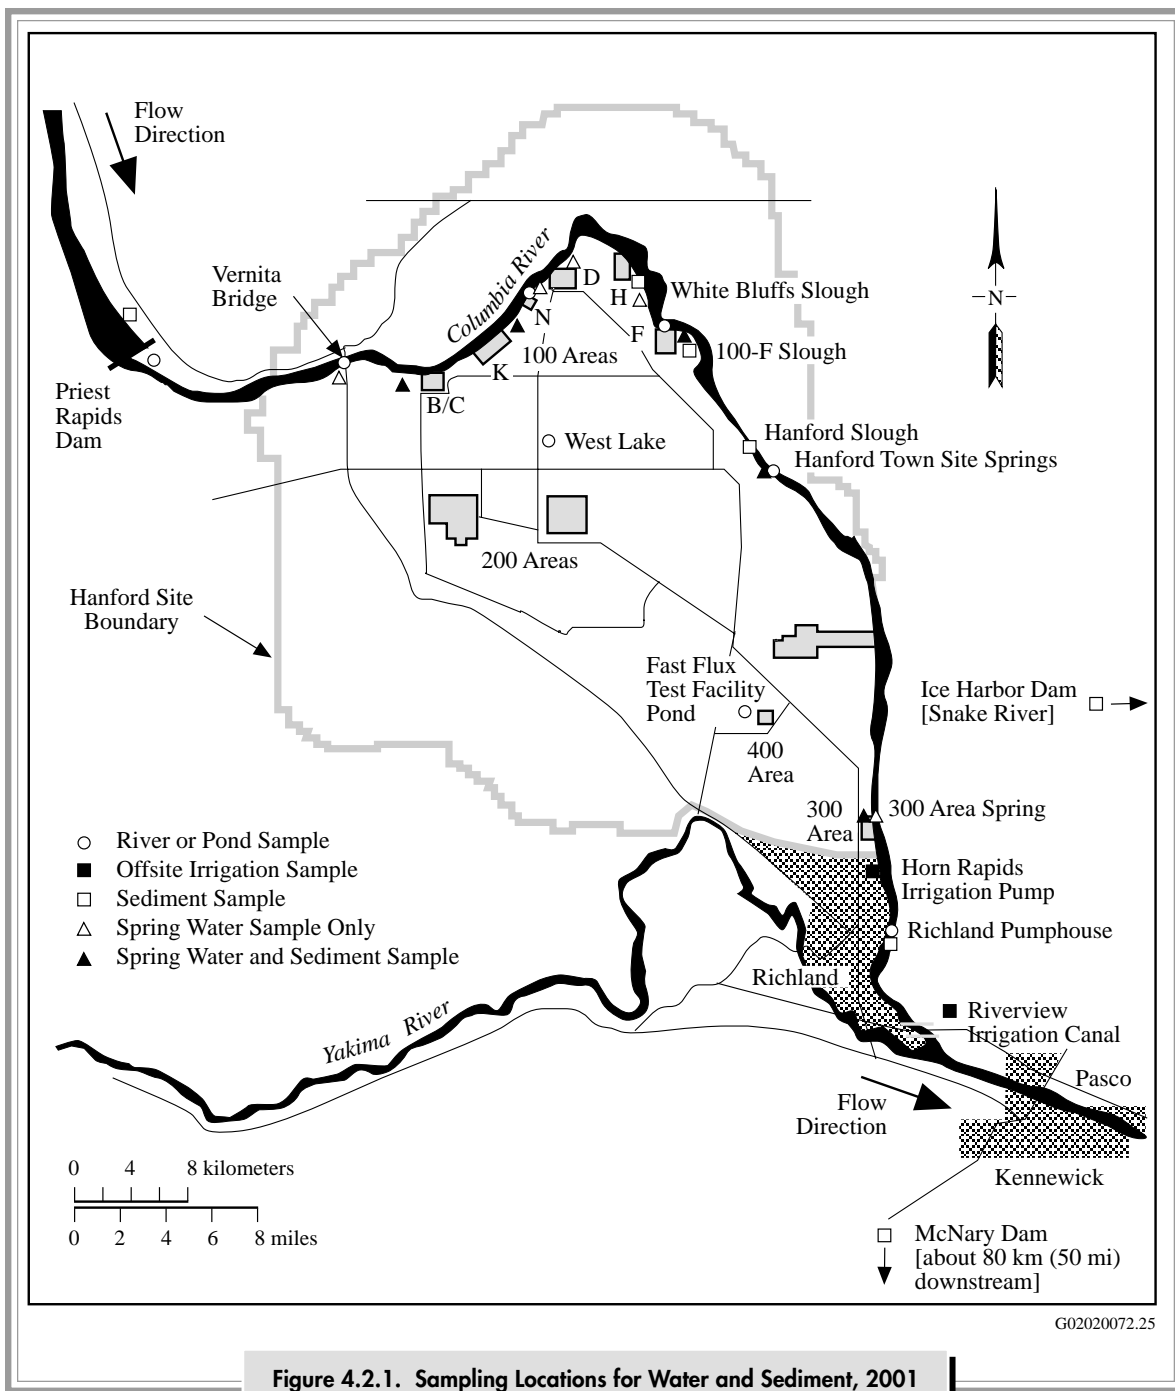 Flow
Direction
Vernita
Bridge
Columbia River
D
H
White Bluffs Slough
N
F
100 Areas
100-F Slough
K
B/C
Priest
Rapids
Dam
West Lake
Hanford Slough
Hanford Town Site Springs
200 Areas
Hanford Site
Boundary
Fast Flux
Test Facility
Pond
400
Area
Ice Harbor Dam
[Snake River]
N
300
Area
300 Area Spring
Horn Rapids
Irrigation Pump
Richland Pumphouse
Richland
Riverview
Irrigation Canal
Pasco
Kennewick
Yakima River
Flow
Direction
River or Pond Sample
Offsite Irrigation Sample
Sediment Sample
Spring Water Sample Only
Spring Water and Sediment Sample
0 4 8 kilometers
0 2 4 6 8 miles
McNary Dam
[about 80 km (50 mi)
downstream]
G02020072.25
Figure 4.2.1. Sampling Locations for Water and Sediment, 2001